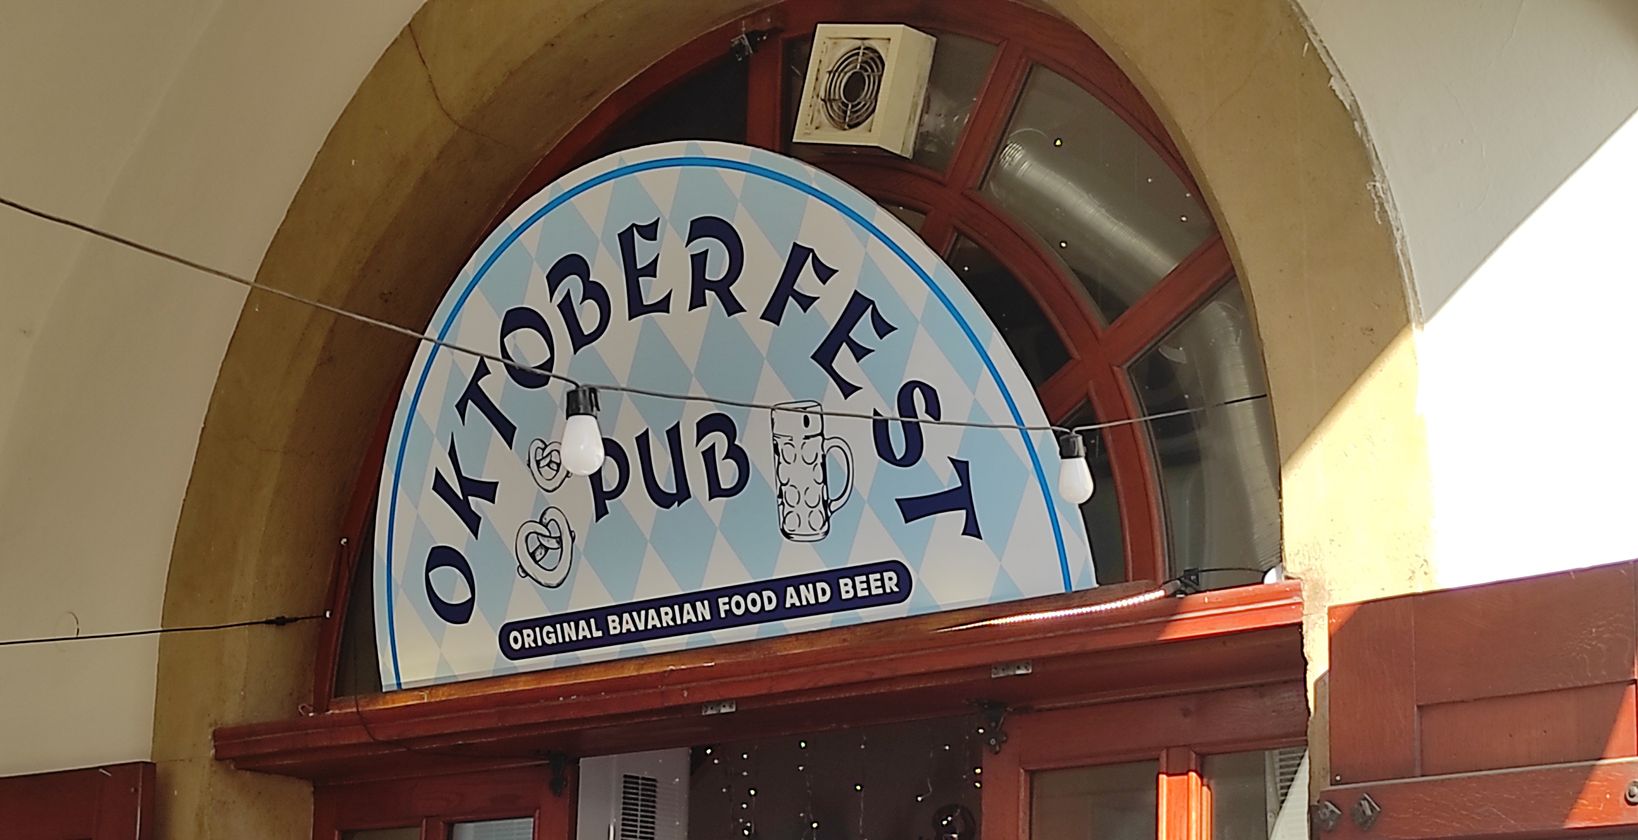 OKTOBERFEST
PUB
ORIGINAL BAVARIAN FOOD AND BEER